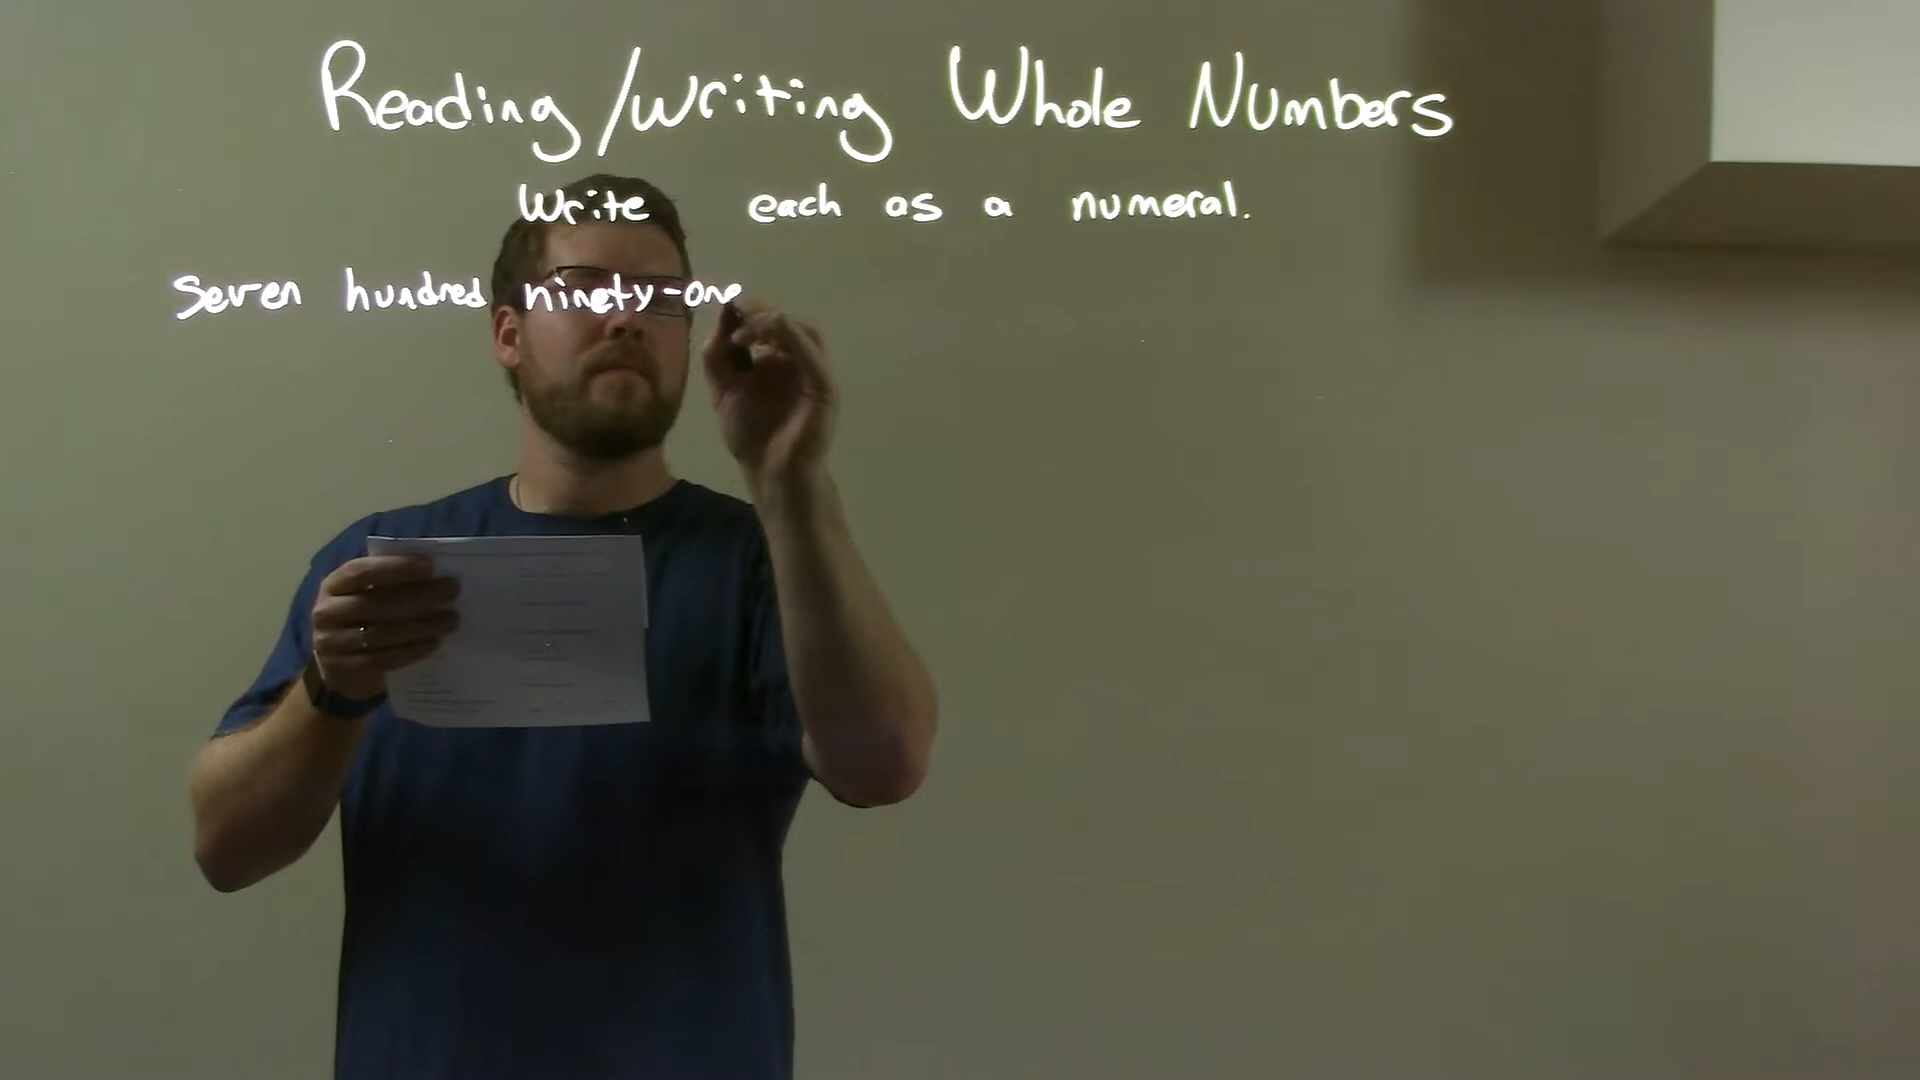 Reading/Writing Whole Numbers
Write each as a numeral.
Seven hundred ninety-one